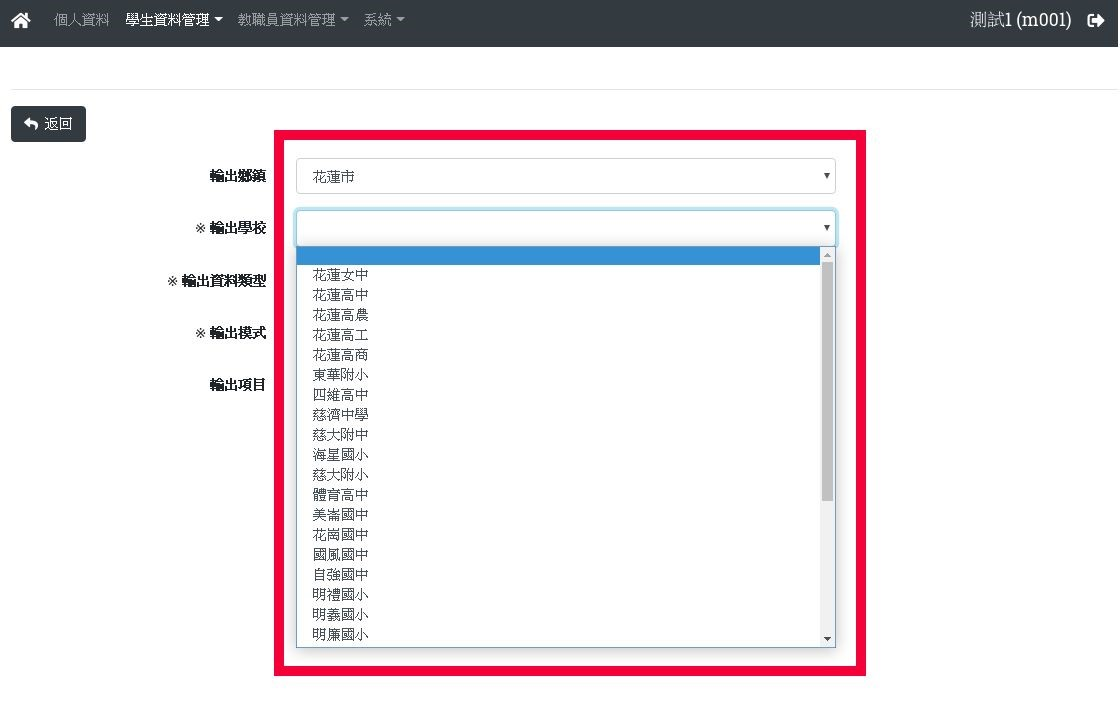 個人資料 學生資料管理 教職員資料管理 系統 測試1 (m001)
返回
輸出鄉鎮 花蓮市
※ 輸出學校
※ 輸出資料類型
※ 輸出模式
輸出項目
花蓮女中
花蓮高中
花蓮高農
花蓮高工
花蓮高商
東華附小
四維高中
慈濟中學
慈大附中
海星國小
慈大附小
體育高中
美崙國中
花崗國中
國風國中
自強國中
明禮國小
明義國小
明廉國小